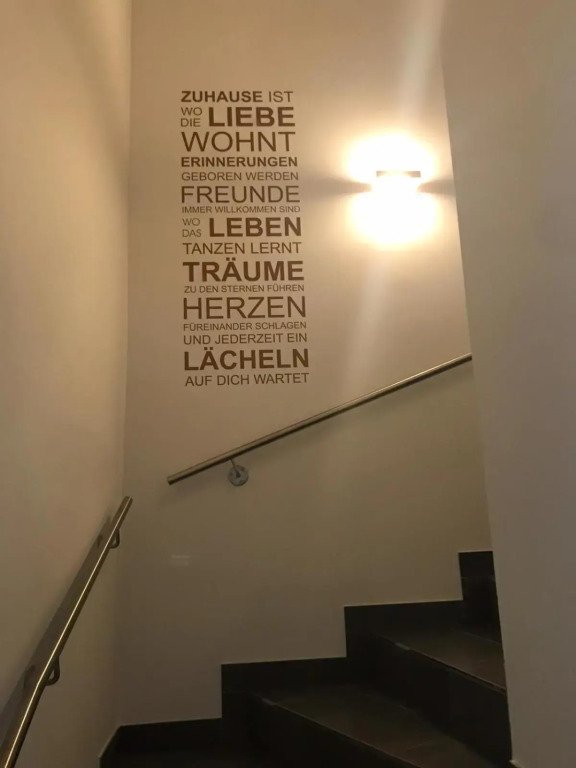 ZUHAUSE IST
WO DIE LIEBE
WOHNT
ERINNERUNGEN
GEBOREN WERDEN
FREUNDE
IMMER WILLKOMMEN SIND
WO DAS LEBEN
TANZEN LERNT
TRÄUME
ZU DEN STERNEN FÜHREN
HERZEN
FÜREINANDER SCHLAGEN
UND JEDERZEIT EIN
LÄCHELN
AUF DICH WARTET